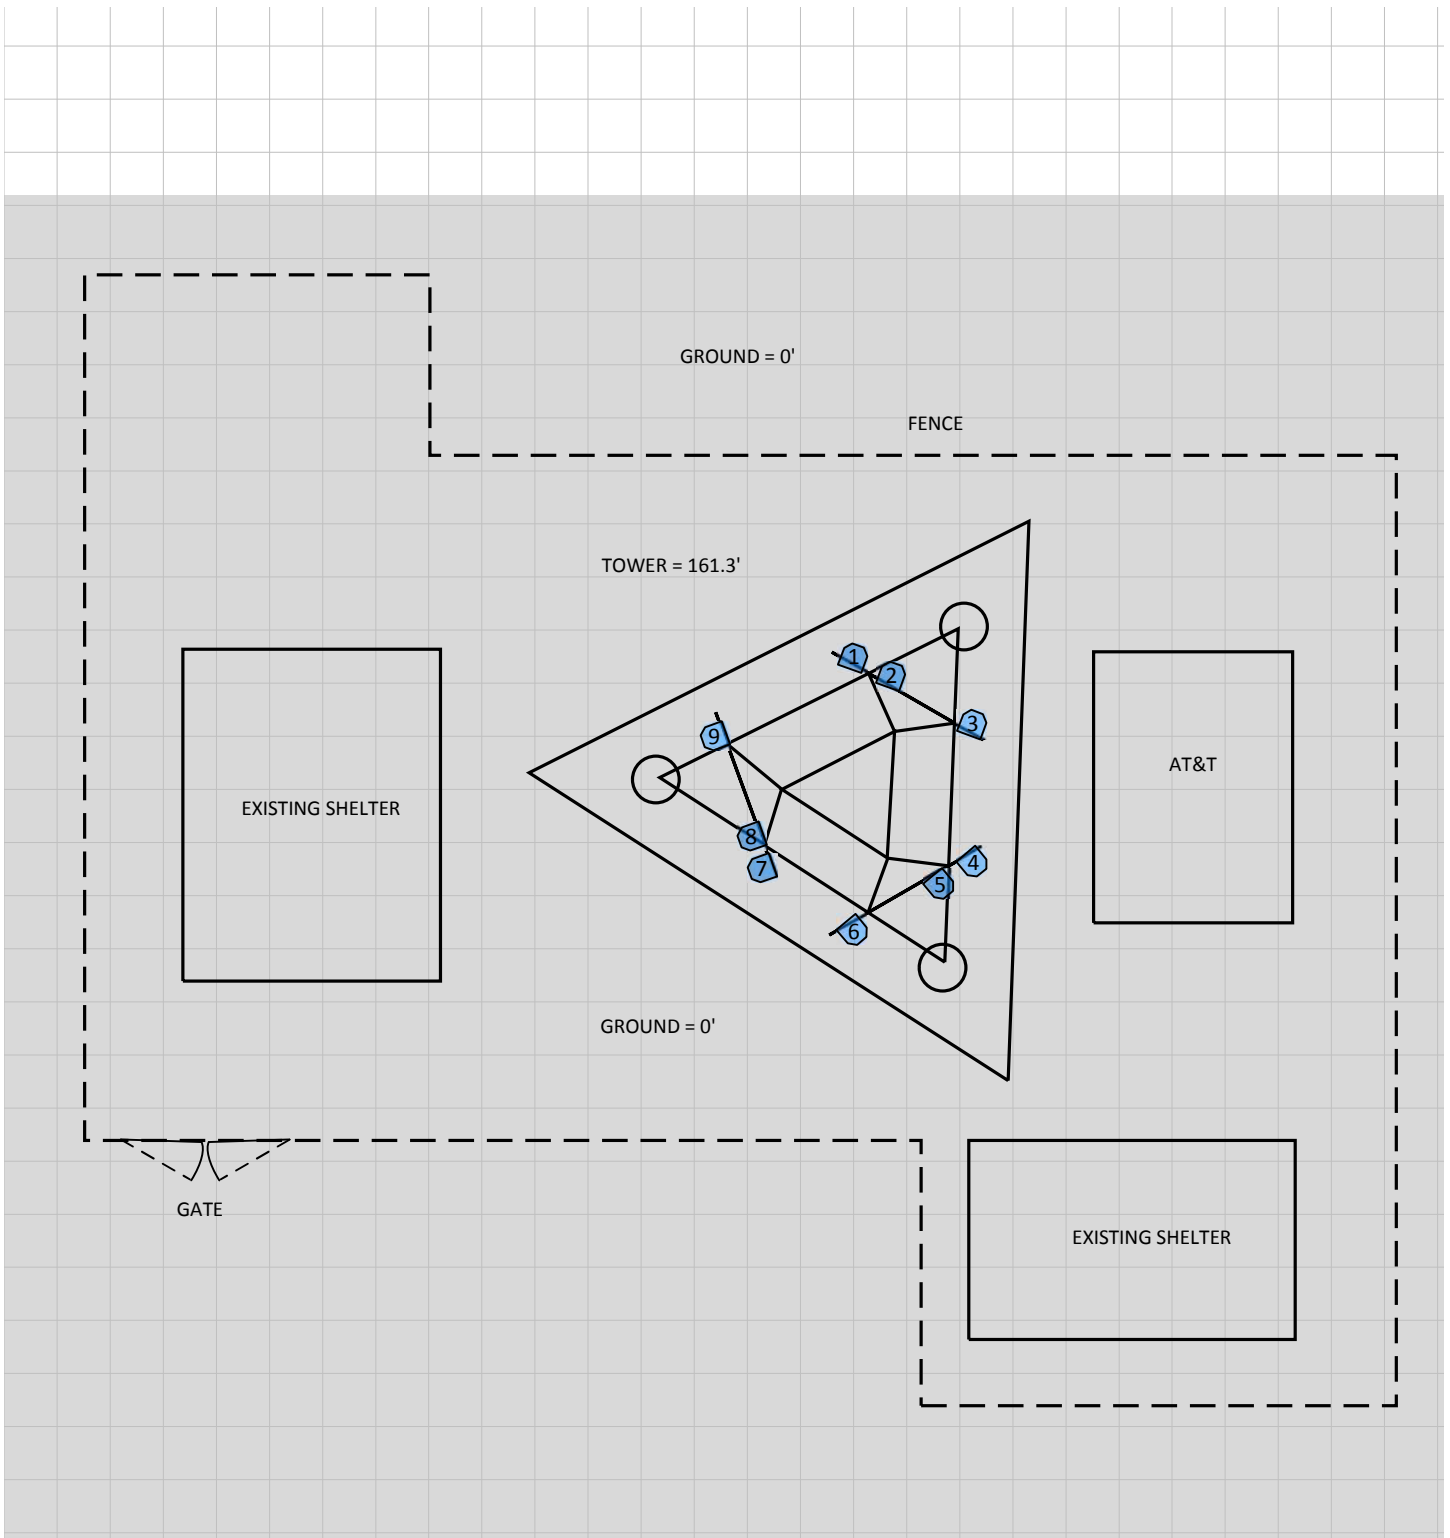 GROUND = 0'
FENCE
TOWER = 161.3'
1
2
3
9
AT&T
EXISTING SHELTER
8
7
4
5
6
GROUND = 0'
GATE
EXISTING SHELTER